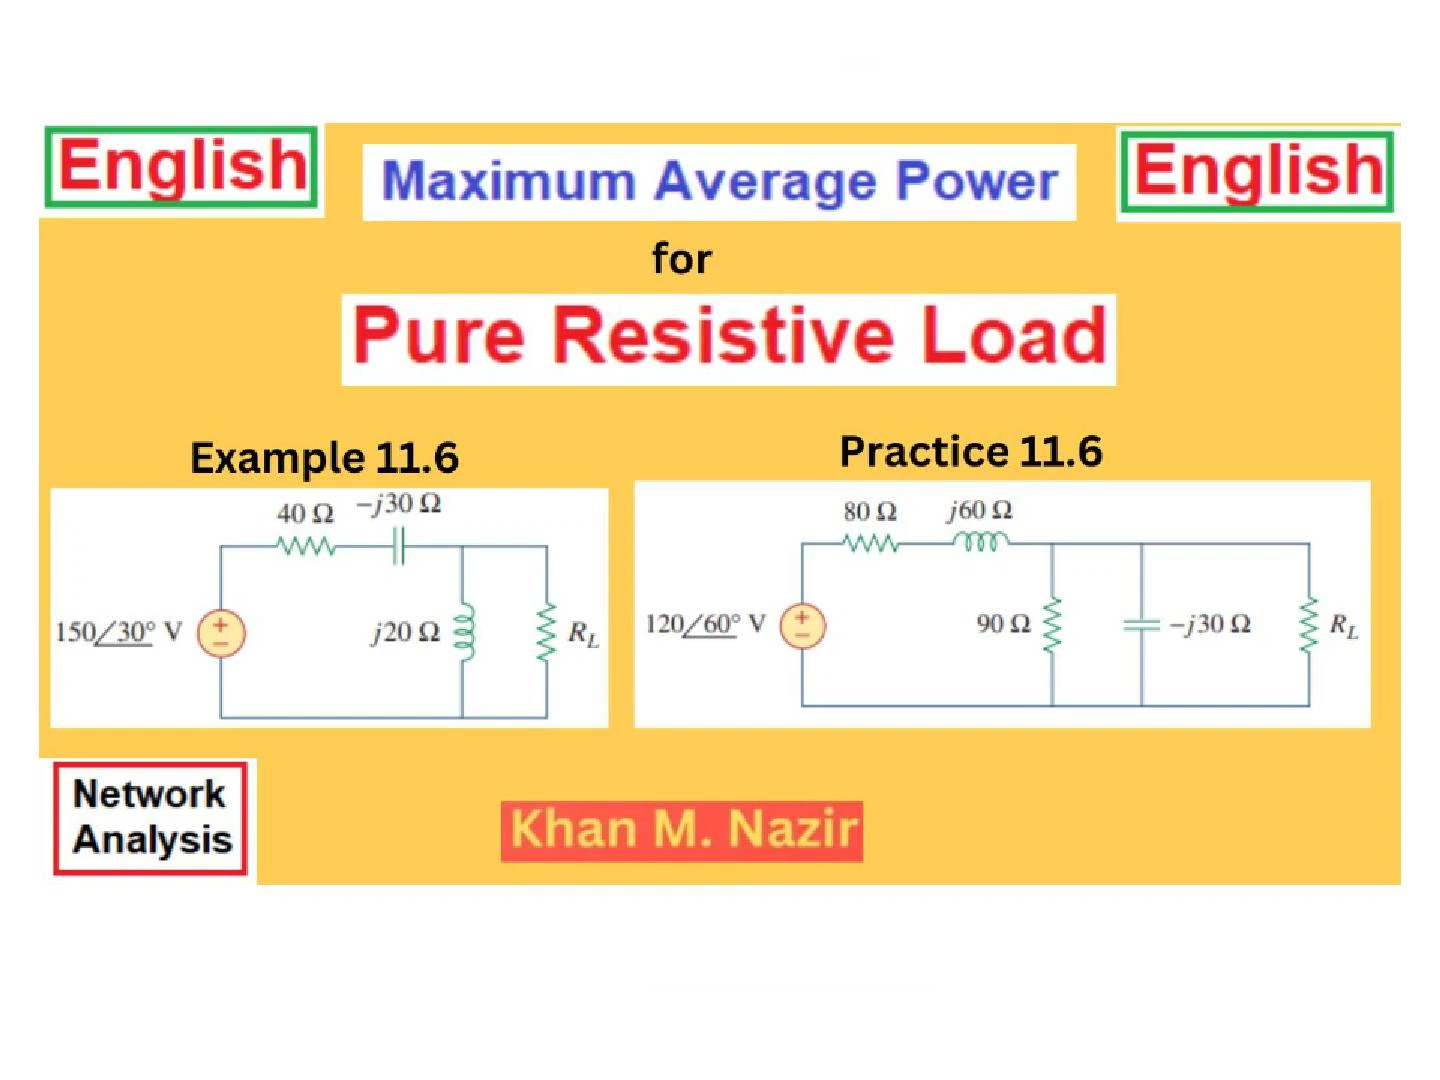 English
Maximum Average Power
English
for
Pure Resistive Load
Example 11.6
40 Ω
−j30 Ω
150/30° V
+
−
j20 Ω
R_L
Practice 11.6
80 Ω
j60 Ω
120/60° V
+
−
90 Ω
−j30 Ω
R_L
Network
Analysis
Khan M. Nazir